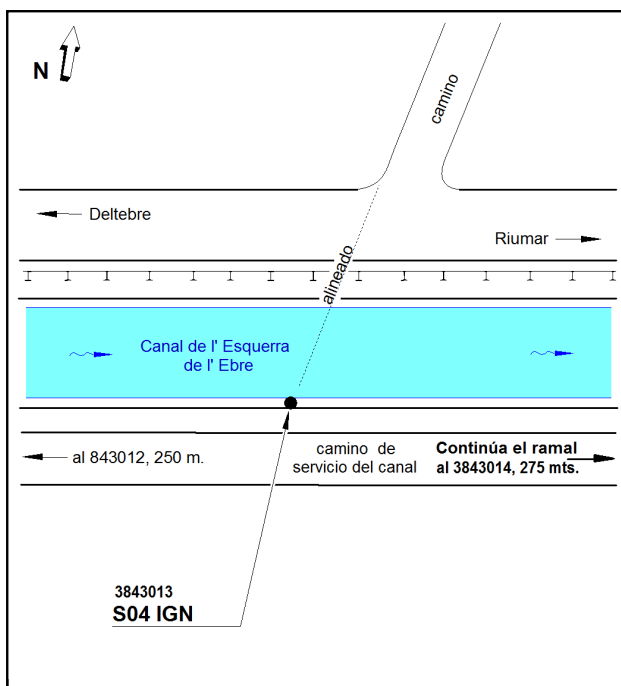 N
camino
Deltebre
Riumar
alineado
Canal de l' Esquerra
de l' Ebre
al 843012, 250 m.
camino de
servicio del canal
Continúa el ramal
al 3843014, 275 mts.
3843013
S04 IGN